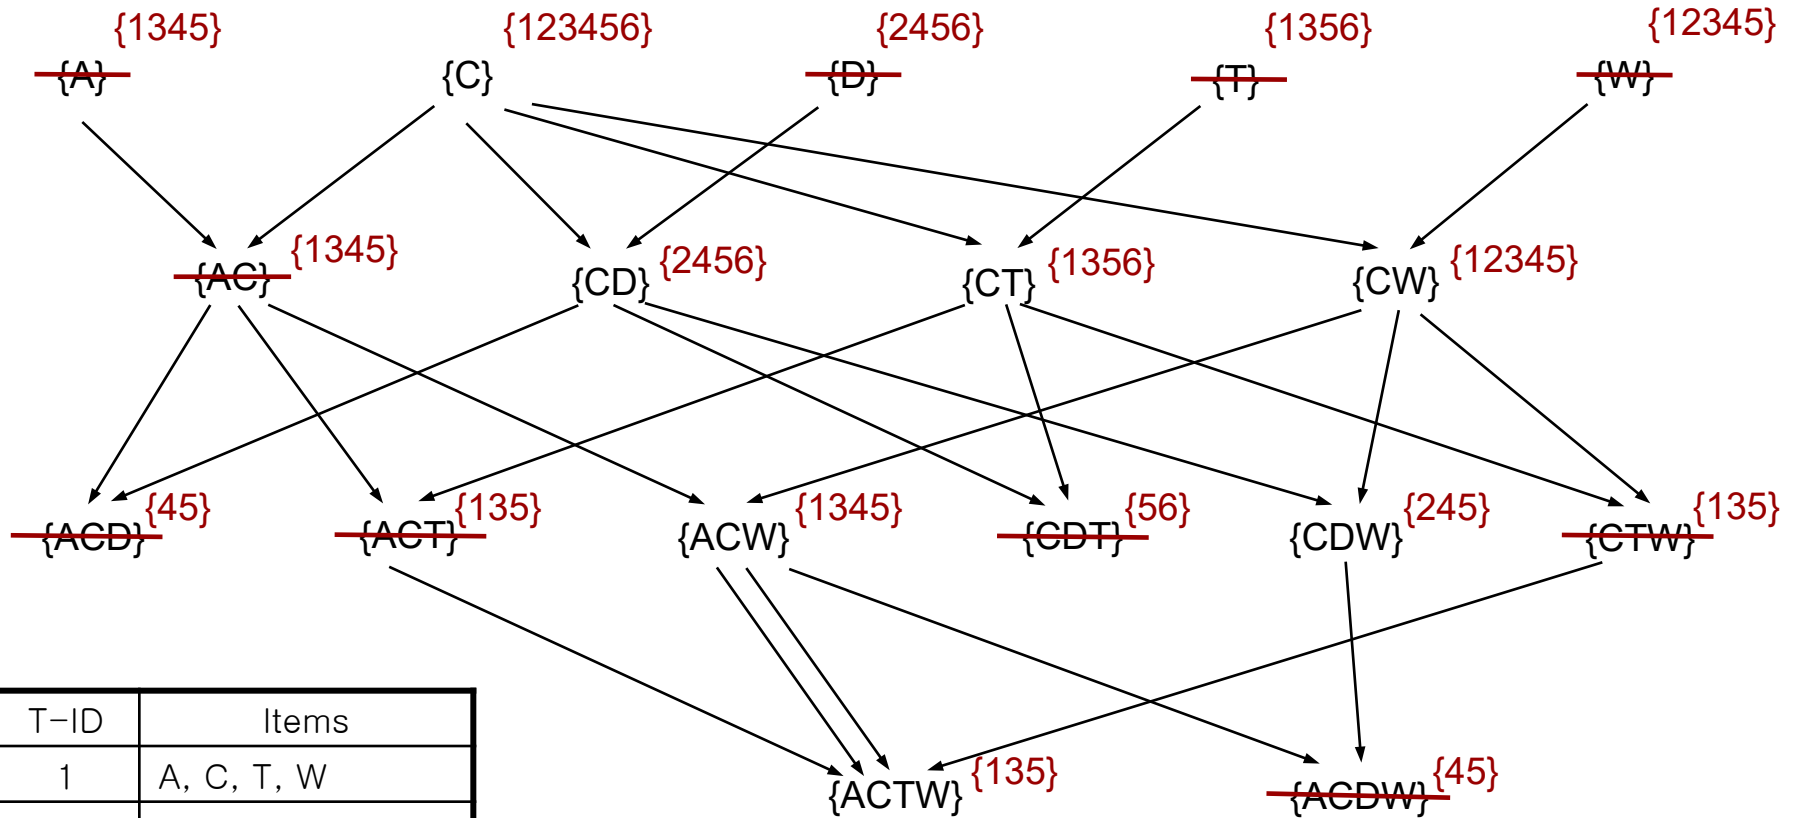 {1345} {123456} {2456} {1356} {12345}
{A} {C} {D} {T} {W}
{1345} {2456} {1356} {12345}
{AC} {CD} {CT} {CW}
{45} {135} {1345} {56} {245} {135}
{ACD} {ACT} {ACW} {CDT} {CDW} {CTW}
T-ID Items
1 A, C, T, W
{135} {45}
{ACTW} {ACDW}